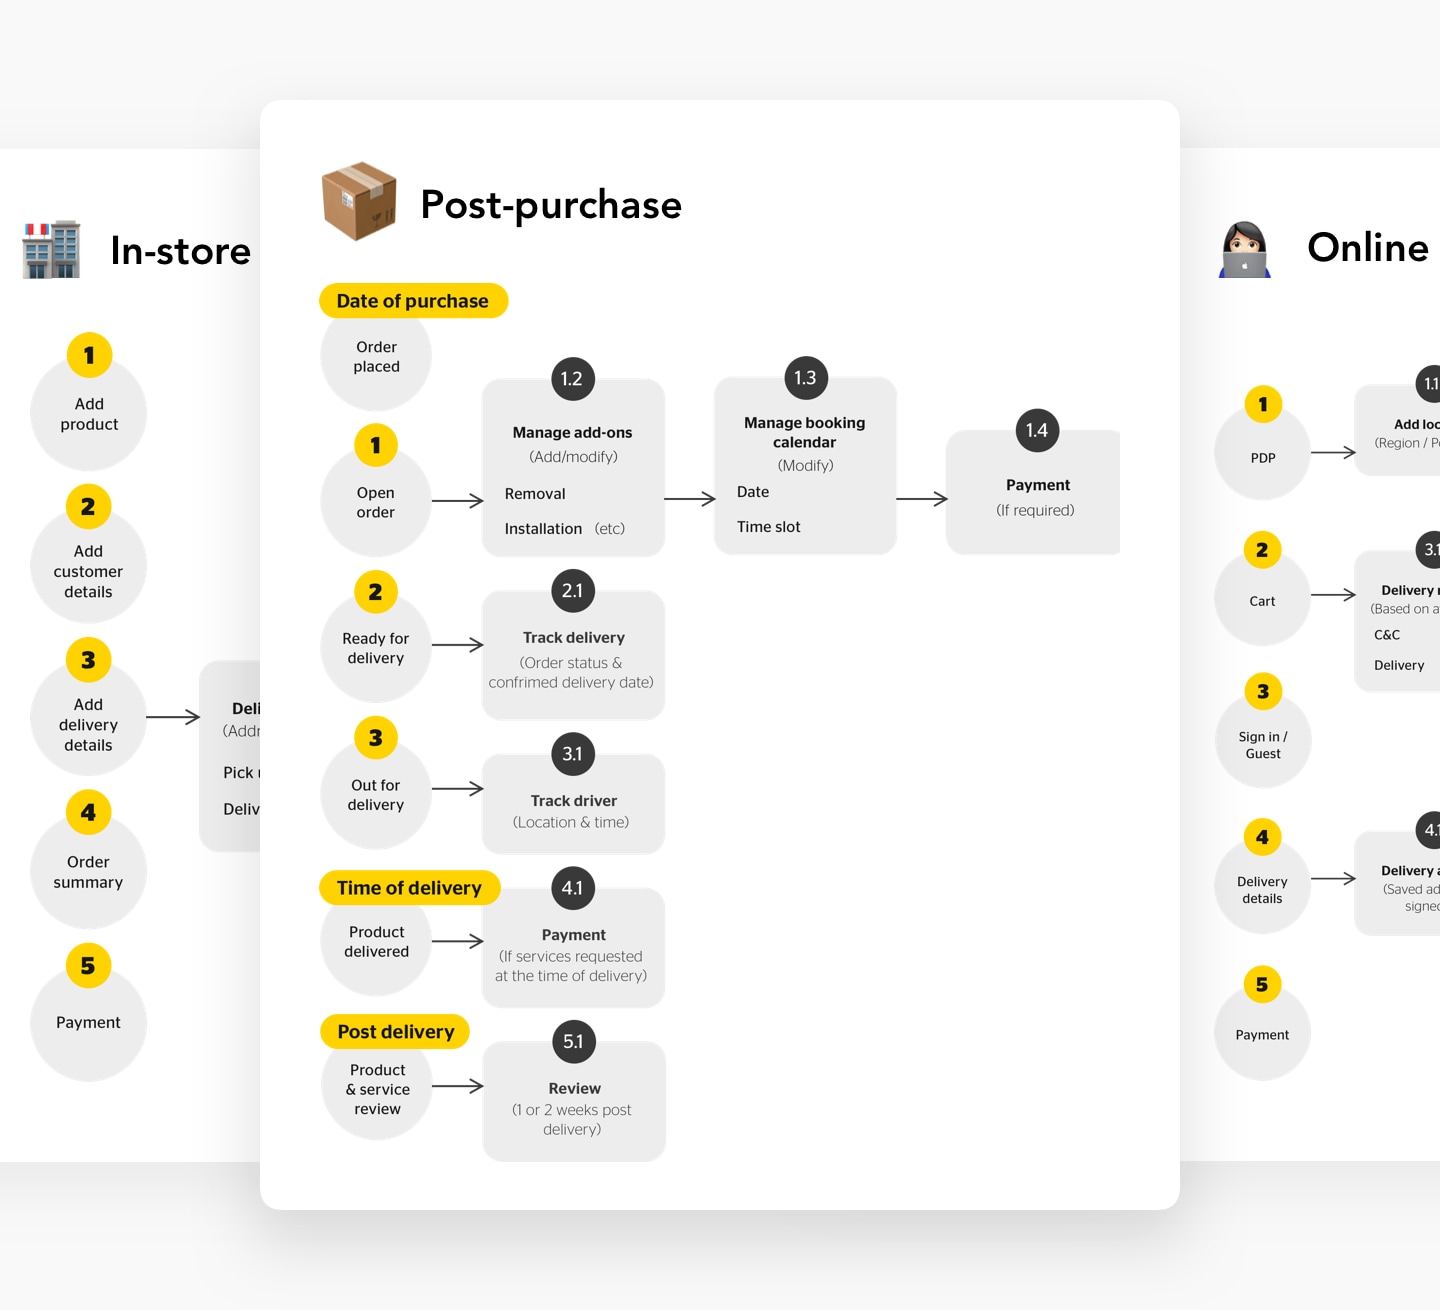 In-store
1
Add
product
2
Add
customer
details
3
Add
delivery
details
Pick
4
Order
summary
5
Payment
Post-purchase
Date of purchase
Order
placed
1
Open
order
1.2
Manage add-ons
(Add/modify)
Removal
Installation (etc)
1.3
Manage booking
calendar
(Modify)
Date
Time slot
1.4
Payment
(If required)
2
Ready for
delivery
2.1
Track delivery
(Order status &
confrimed delivery date)
3
Out for
delivery
3.1
Track driver
(Location & time)
Time of delivery
Product
delivered
4.1
Payment
(If services requested
at the time of delivery)
Post delivery
Product
& service
review
5.1
Review
(1 or 2 weeks post
delivery)
Online
1
PDP
1.1
Add
(Region /
2
Cart
3.1
Delivery
(Based on
C&C
Delivery
3
Sign in /
Guest
4
Delivery
details
4.1
Delivery
(Saved
5
Payment